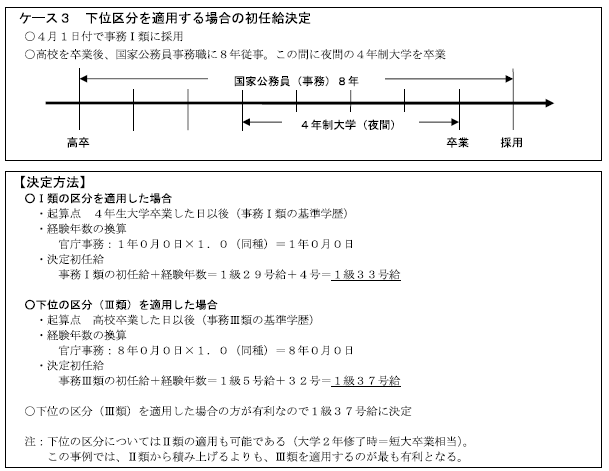 ケース３　下位区分を適用する場合の初任給決定
○４月１日付で事務Ⅰ類に採用
○高校を卒業後、国家公務員事務職に８年従事。この間に夜間の４年制大学を卒業
国家公務員（事務）８年
４年制大学（夜間）
高卒
卒業
採用
【決定方法】
○Ⅰ類の区分を適用した場合
・起算点　４年生大学卒業した日以後（事務Ⅰ類の基準学歴）
・経験年数の換算
官庁事務：１年０月０日×１．０（同種）＝１年０月０日
・決定初任給
事務Ⅰ類の初任給＋経験年数＝１級２９号給＋４号＝１級３３号給
○下位の区分（Ⅲ類）を適用した場合
・起算点　高校卒業した日以後（事務Ⅲ類の基準学歴）
・経験年数の換算
官庁事務：８年０月０日×１．０（同種）＝８年０月０日
・決定初任給
事務Ⅲ類の初任給＋経験年数＝１級５号給＋３２号＝１級３７号給
○下位の区分（Ⅲ類）を適用した場合の方が有利なので１級３７号給に決定
注：下位の区分についてはⅡ類の適用も可能である（大学２年修了時＝短大卒業相当）。
この事例では、Ⅱ類から積み上げるよりも、Ⅲ類を適用するのが最も有利となる。